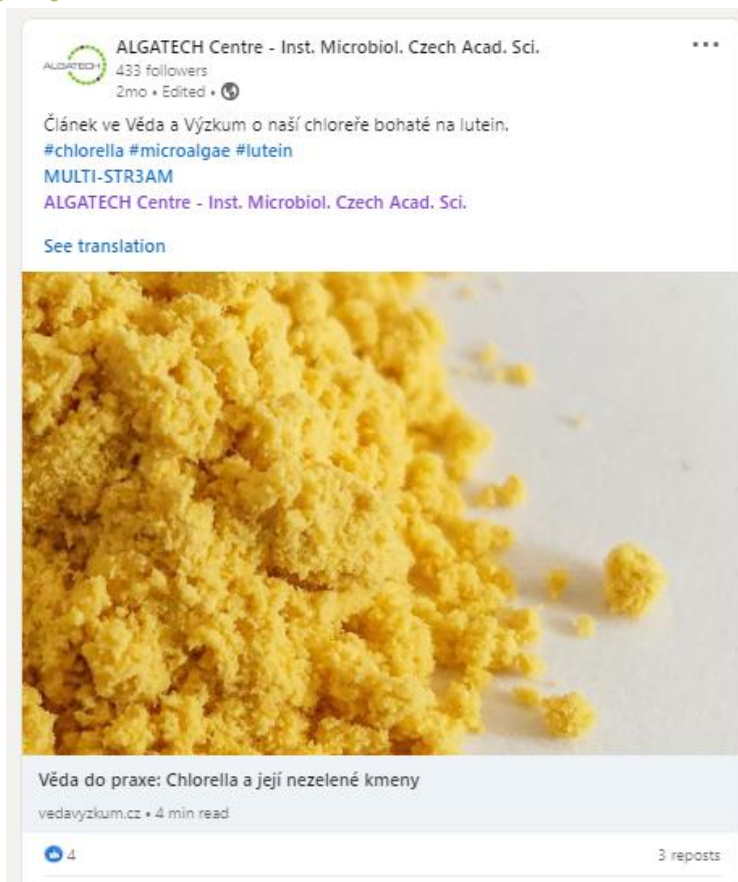 ALGATECH
ALGATECH Centre - Inst. Microbiol. Czech Acad. Sci.
433 followers
2mo • Edited •
Článek ve Věda a Výzkum o naší chloreře bohaté na lutein.
#chlorella #microalgae #lutein
MULTI-STR3AM
ALGATECH Centre - Inst. Microbiol. Czech Acad. Sci.
See translation
Věda do praxe: Chlorella a její nezelené kmeny
vedavyzkum.cz • 4 min read
4
3 reposts